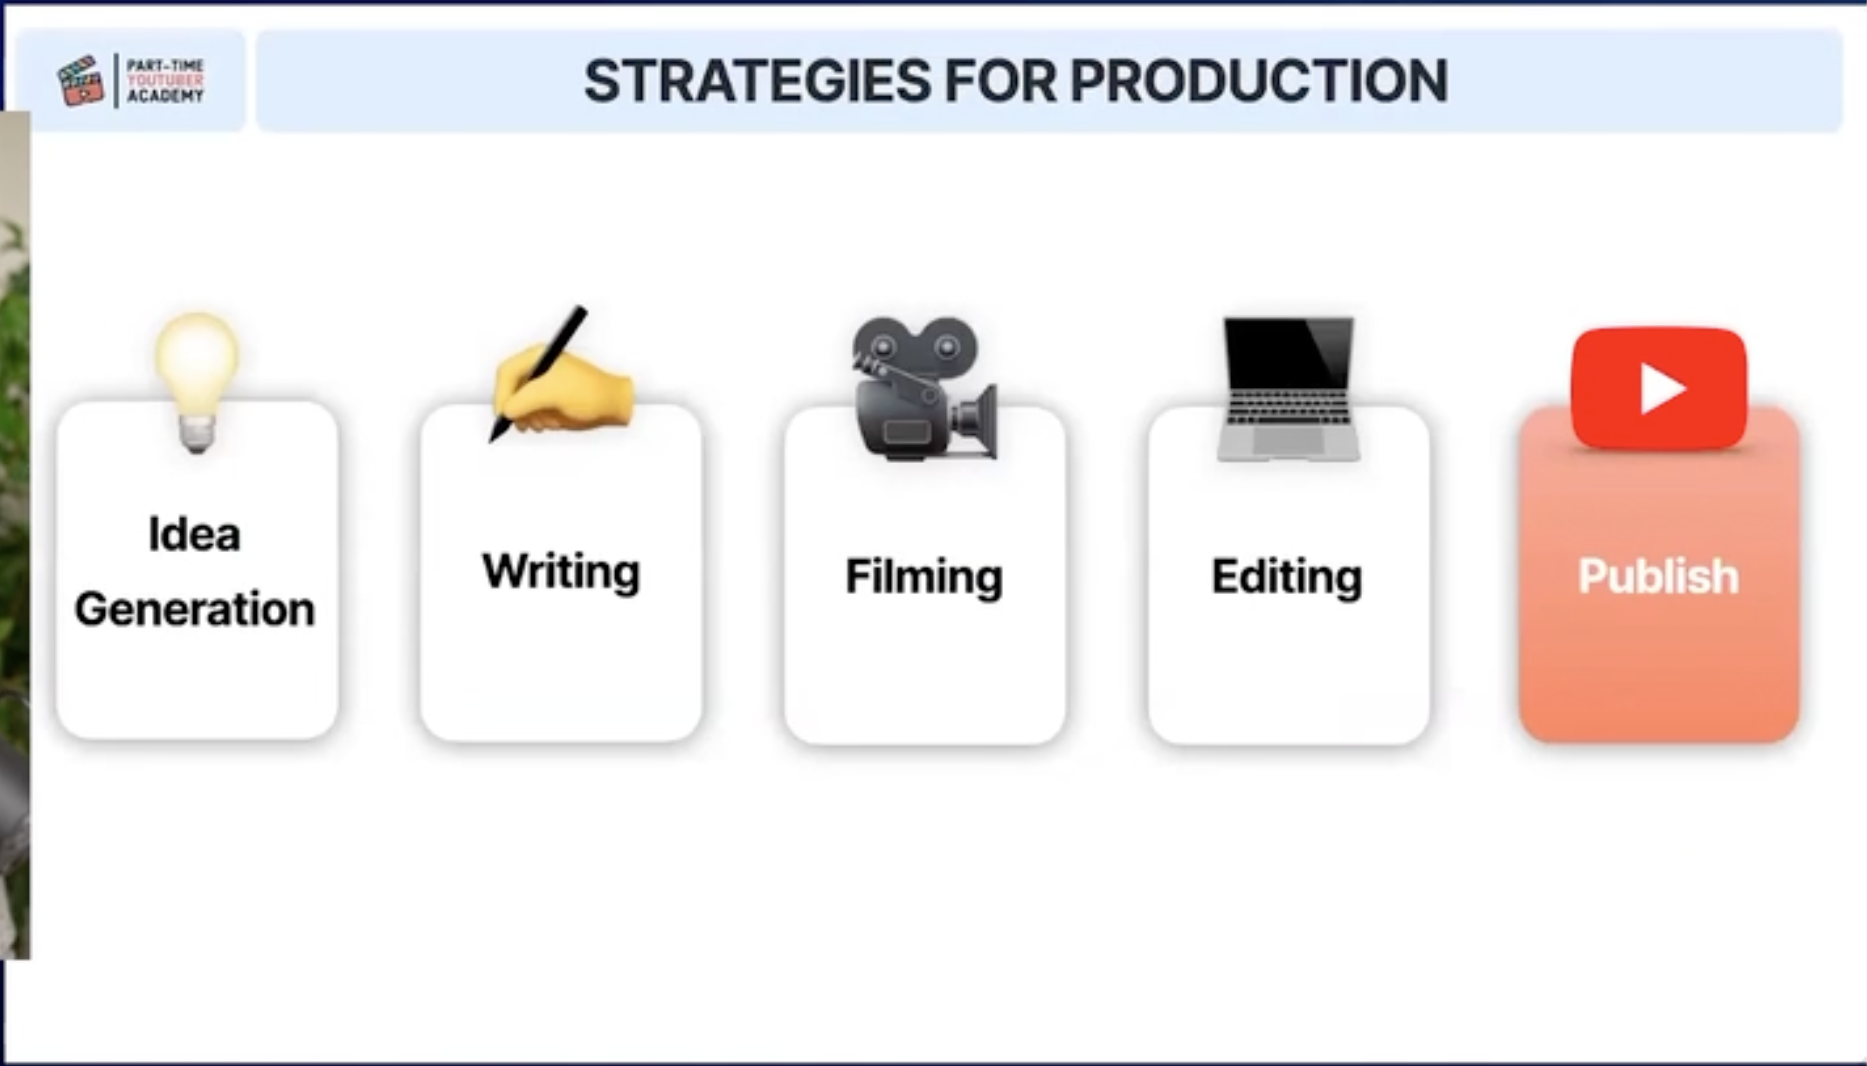 PART-TIME
YOUTUBER
ACADEMY
STRATEGIES FOR PRODUCTION
Idea
Generation
Writing
Filming
Editing
Publish